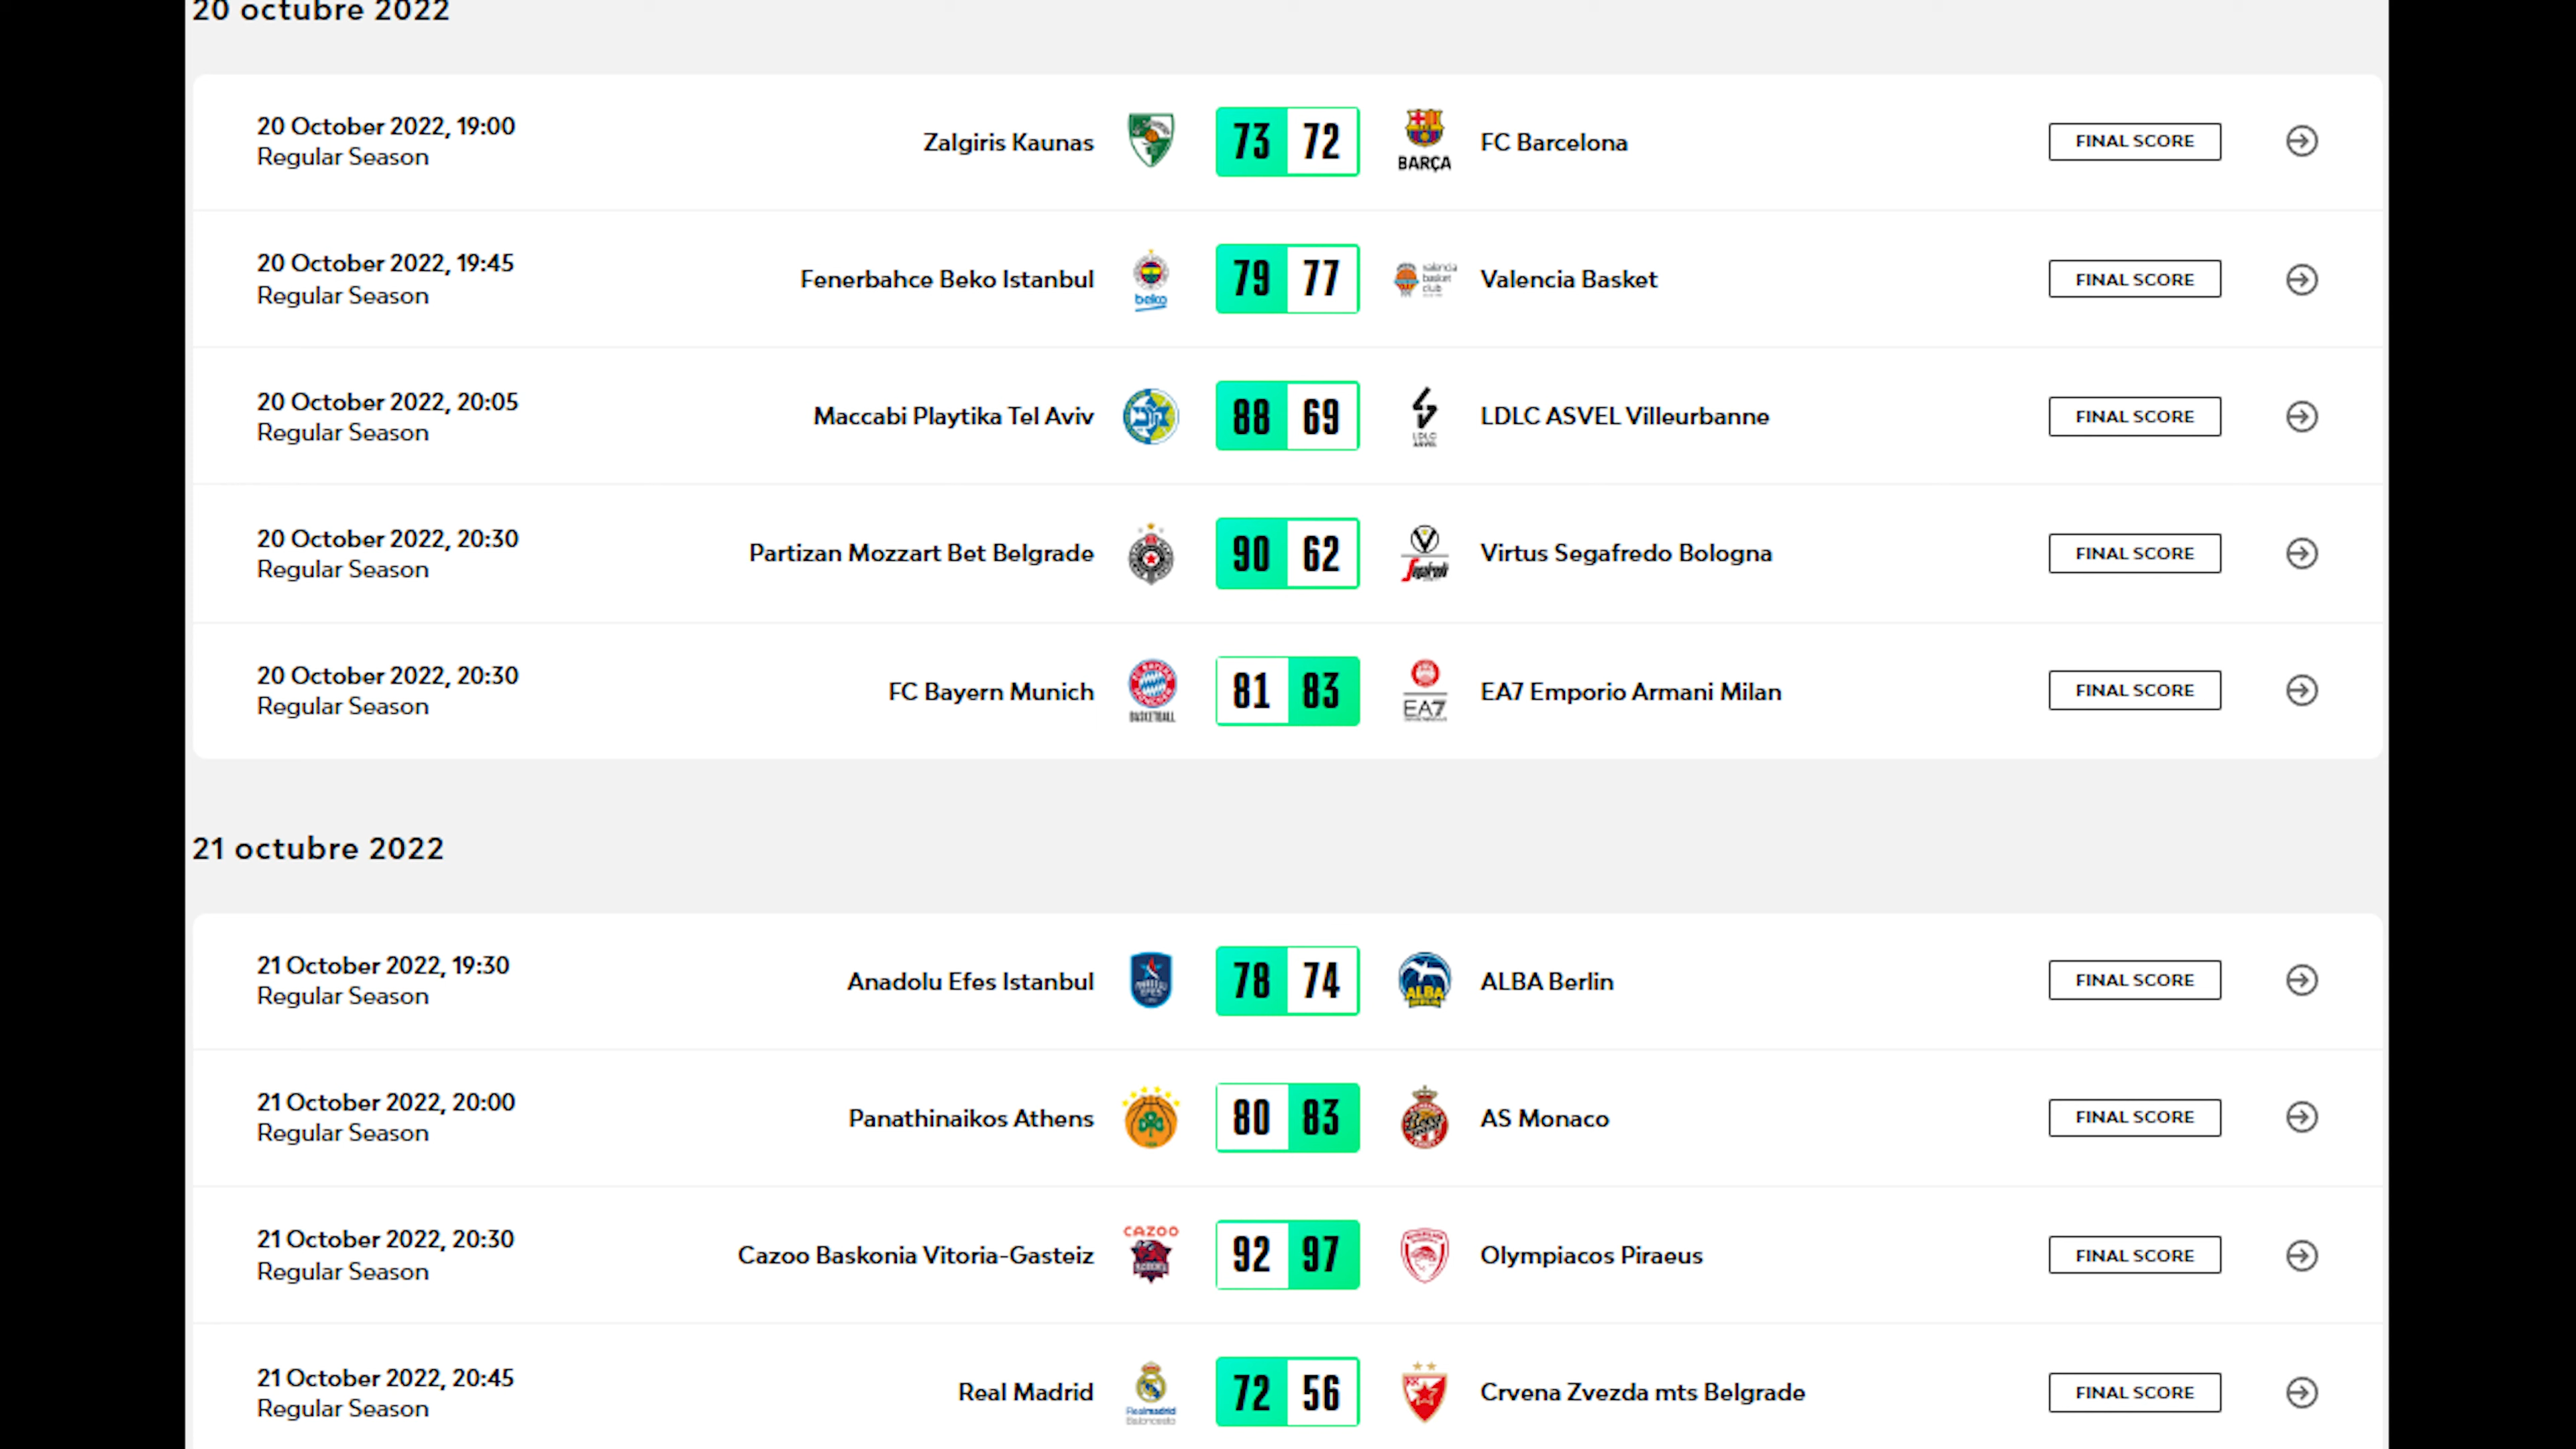 20 octubre 2022
20 October 2022, 19:00
Regular Season
Zalgiris Kaunas
73 72
BARÇA
FC Barcelona
FINAL SCORE
20 October 2022, 19:45
Regular Season
Fenerbahce Beko Istanbul
beko
79 77
valencia
basket
club
Valencia Basket
FINAL SCORE
20 October 2022, 20:05
Regular Season
Maccabi Playtika Tel Aviv
88 69
LDLC
ASVEL
LDLC ASVEL Villeurbanne
FINAL SCORE
20 October 2022, 20:30
Regular Season
Partizan Mozzart Bet Belgrade
90 62
Virtus Segafredo Bologna
FINAL SCORE
20 October 2022, 20:30
Regular Season
FC Bayern Munich
BASKETBALL
81 83
EA7
EA7 Emporio Armani Milan
FINAL SCORE
21 octubre 2022
21 October 2022, 19:30
Regular Season
Anadolu Efes Istanbul
78 74
ALBA
ALBA Berlin
FINAL SCORE
21 October 2022, 20:00
Regular Season
Panathinaikos Athens
80 83
AS Monaco
FINAL SCORE
21 October 2022, 20:30
Regular Season
Cazoo Baskonia Vitoria-Gasteiz
CAZOO
92 97
Olympiacos Piraeus
FINAL SCORE
21 October 2022, 20:45
Regular Season
Real Madrid
Realmadrid
Baloncesto
72 56
Crvena Zvezda mts Belgrade
FINAL SCORE